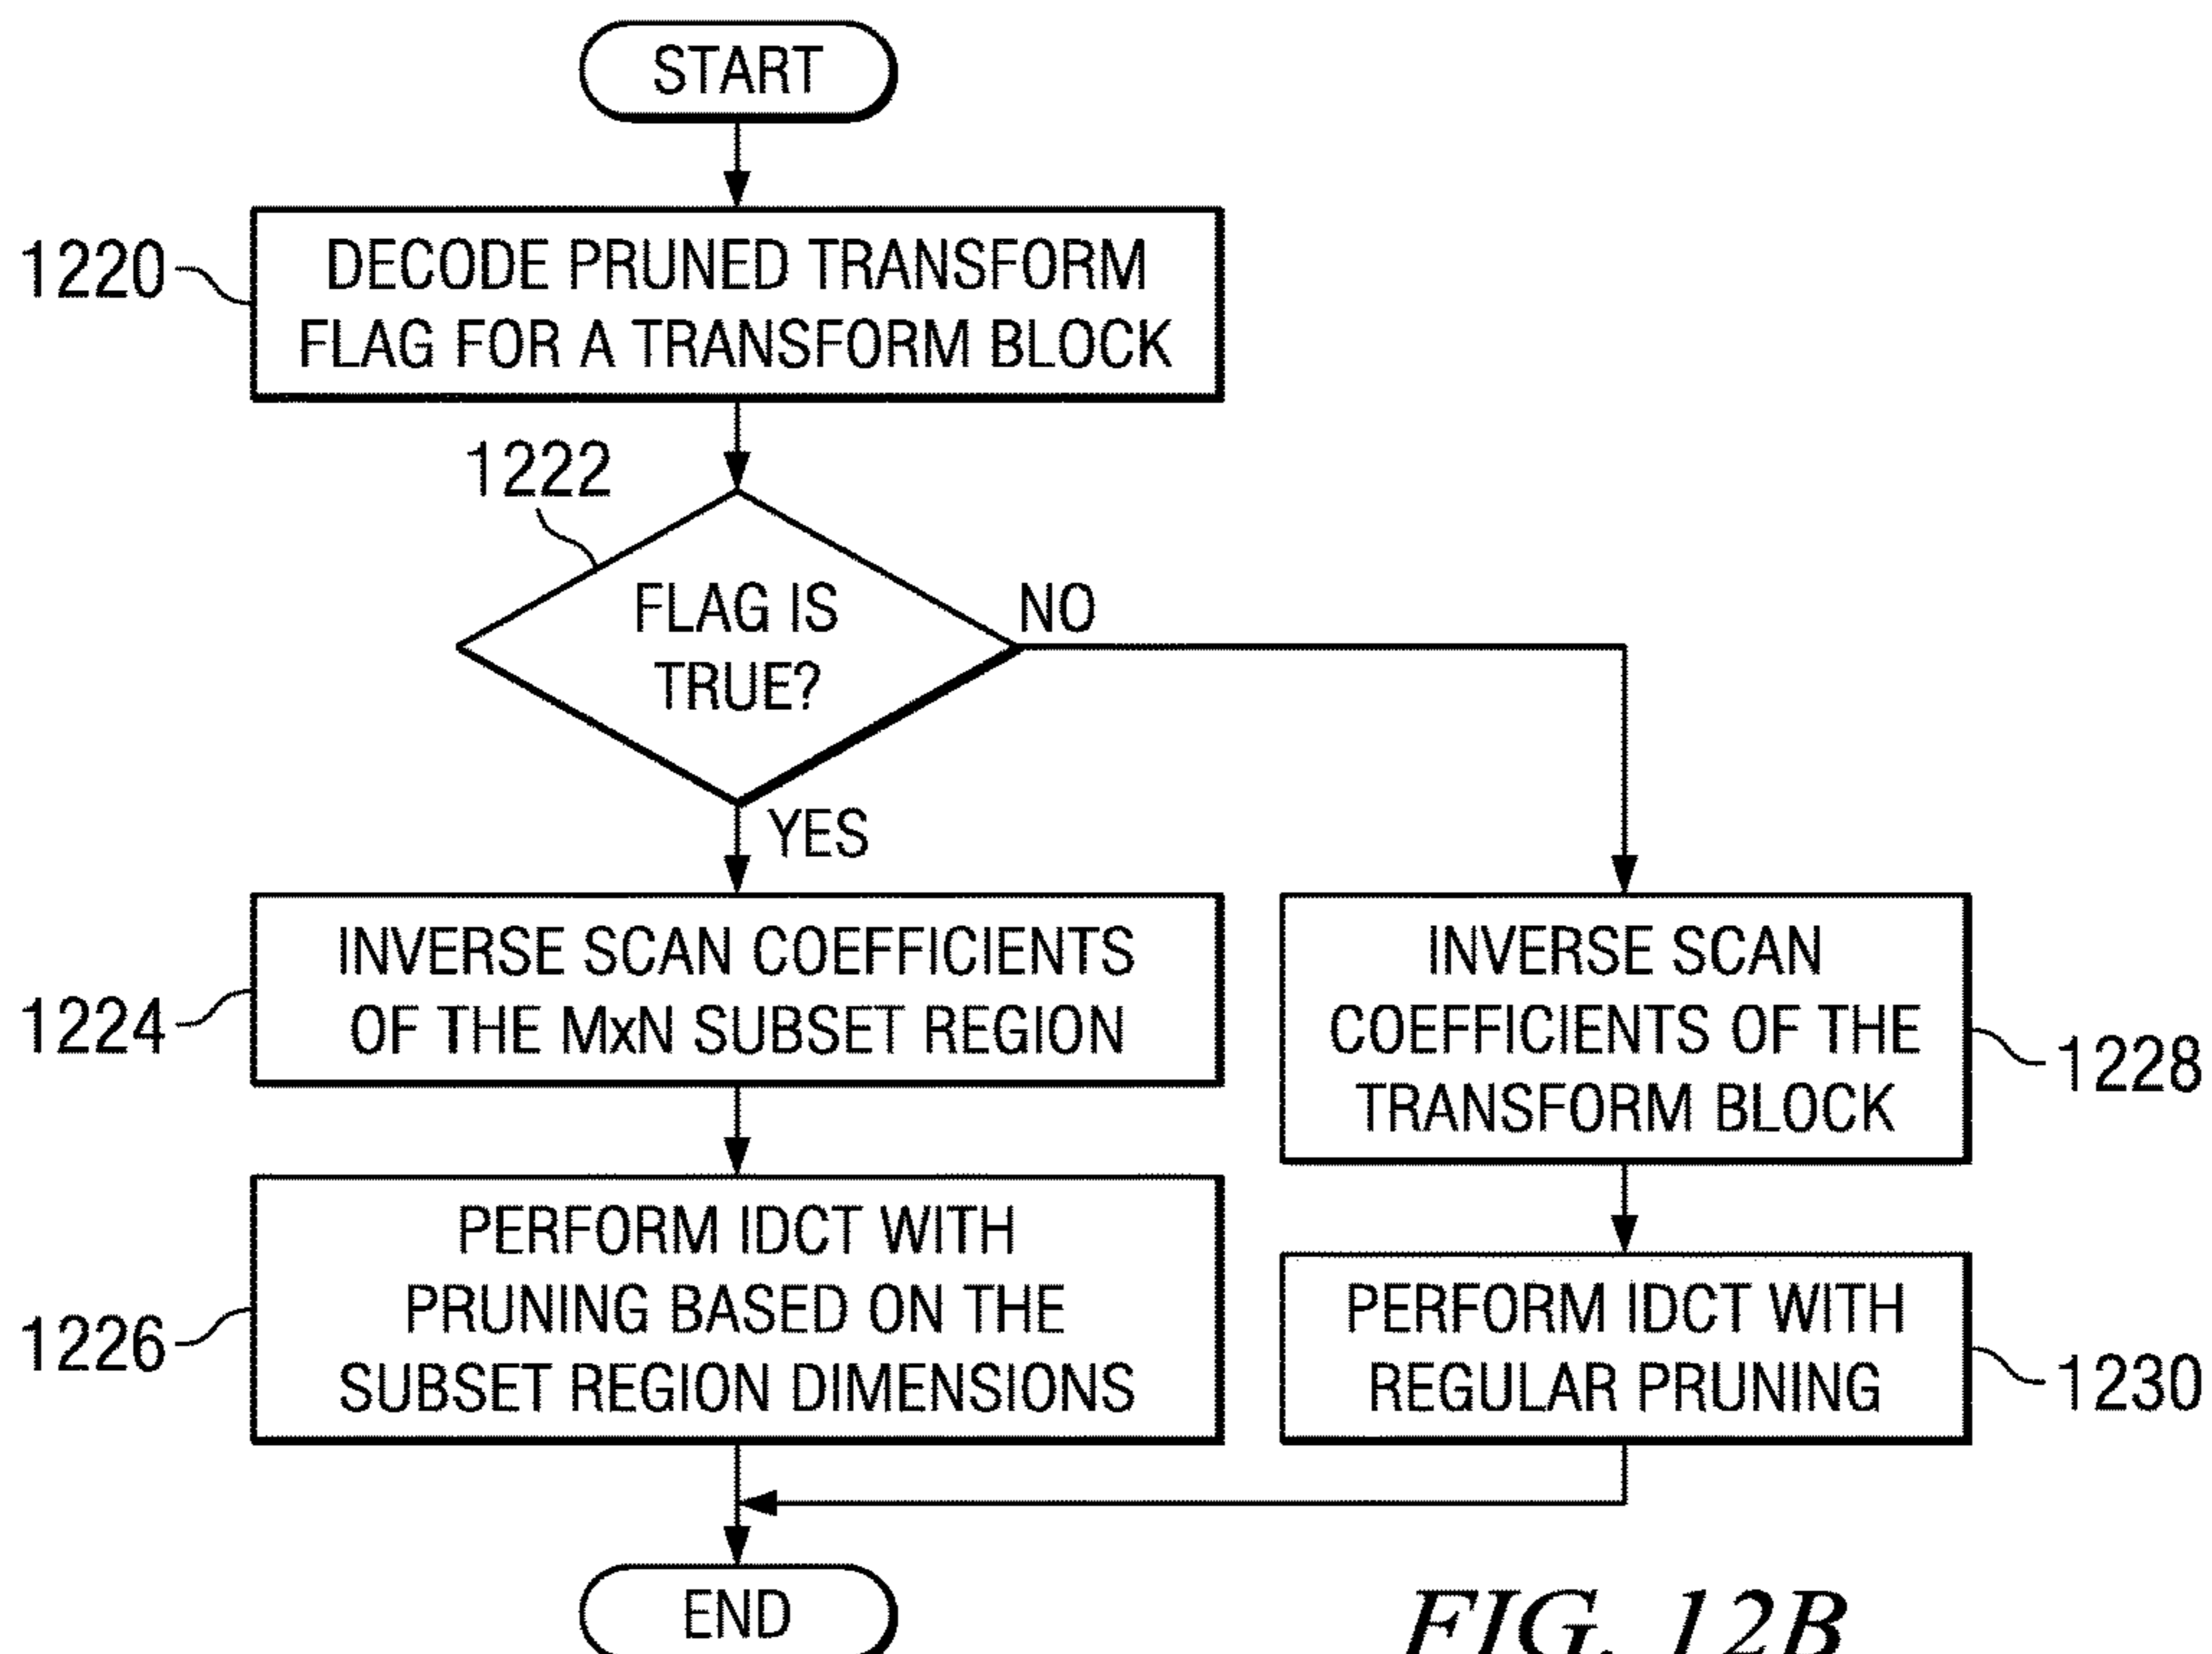 START
1220
DECODE PRUNED TRANSFORM
FLAG FOR A TRANSFORM BLOCK
1222
FLAG IS
TRUE?
NO
YES
1224
INVERSE SCAN COEFFICIENTS
OF THE MxN SUBSET REGION
INVERSE SCAN
COEFFICIENTS OF THE
TRANSFORM BLOCK
1228
1226
PERFORM IDCT WITH
PRUNING BASED ON THE
SUBSET REGION DIMENSIONS
PERFORM IDCT WITH
REGULAR PRUNING
1230
END
FIG. 12B